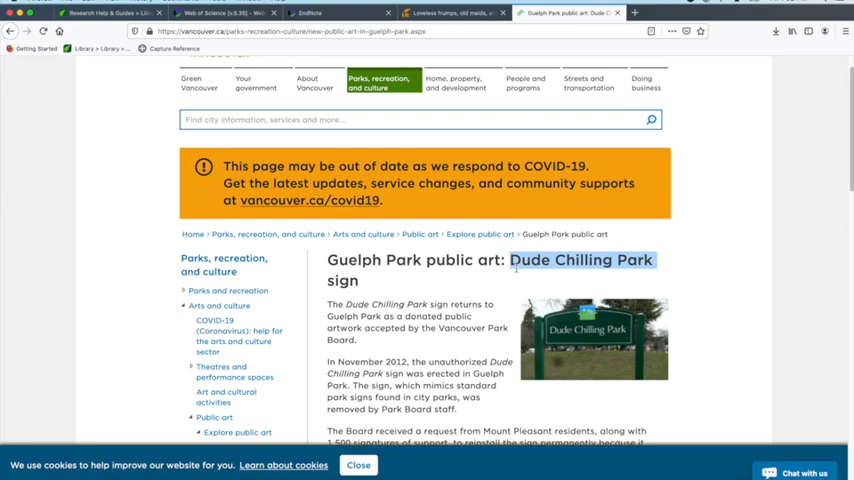 Research Help & Guides > Libra
Web of Science [v.5.35] - Web
EndNote
Loveless frumps, old maids, w
Guelph Park public art: Dude C
https://vancouver.ca/parks-recreation-culture/new-public-art-in-guelph-park.aspx
Getting Started
Library > Library > ...
Capture Reference
Green
Vancouver
Your
government
About
Vancouver
Parks, recreation,
and culture
Home, property,
and development
People and
programs
Streets and
transportation
Doing
business
Find city information, services and more...
This page may be out of date as we respond to COVID-19.
Get the latest updates, service changes, and community supports
at vancouver.ca/covid19.
Home > Parks, recreation, and culture > Arts and culture > Public art > Explore public art > Guelph Park public art
Parks, recreation,
and culture
Parks and recreation
Arts and culture
COVID-19
(Coronavirus): help for
the arts and culture
sector
Theatres and
performance spaces
Art and cultural
activities
Public art
Explore public art
Guelph Park public art: Dude Chilling Park
sign
The Dude Chilling Park sign returns to
Guelph Park as a donated public
artwork accepted by the Vancouver Park
Board.
In November 2012, the unauthorized Dude
Chilling Park sign was erected in Guelph
Park. The sign, which mimics standard
park signs found in city parks, was
removed by Park Board staff.
The Board received a request from Mount Pleasant residents, along with
1,500 signatures of support, to reinstall the sign permanently because it
Dude Chilling Park
We use cookies to help improve our website for you. Learn about cookies
Close
Chat with us